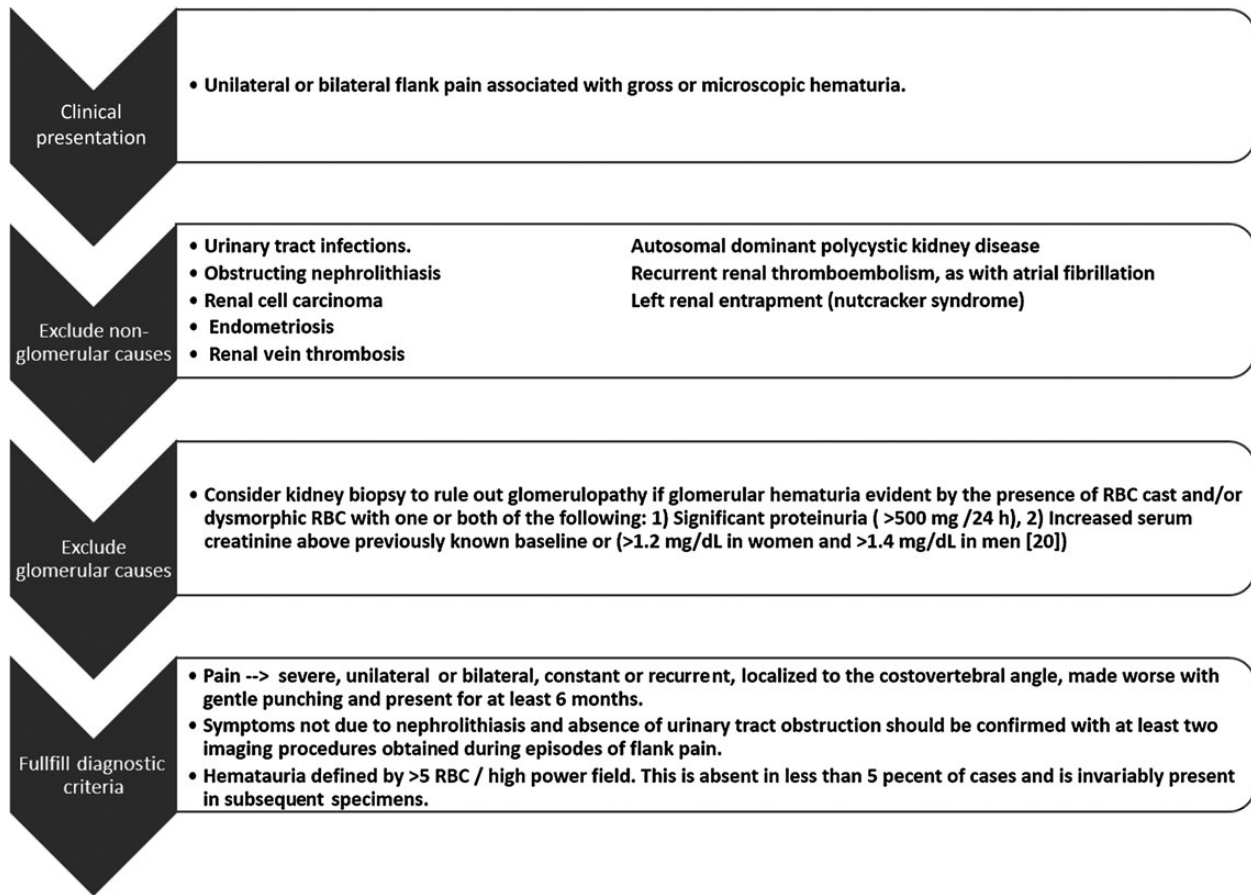 Clinical
presentation
• Unilateral or bilateral flank pain associated with gross or microscopic hematuria.
Exclude non-
glomerular causes
• Urinary tract infections.
• Obstructing nephrolithiasis
• Renal cell carcinoma
• Endometriosis
• Renal vein thrombosis
Autosomal dominant polycystic kidney disease
Recurrent renal thromboembolism, as with atrial fibrillation
Left renal entrapment (nutcracker syndrome)
Exclude
glomerular causes
• Consider kidney biopsy to rule out glomerulopathy if glomerular hematuria evident by the presence of RBC cast and/or
dysmorphic RBC with one or both of the following: 1) Significant proteinuria ( >500 mg /24 h), 2) Increased serum
creatinine above previously known baseline or (>1.2 mg/dL in women and >1.4 mg/dL in men [20])
Fullfill diagnostic
criteria
• Pain --> severe, unilateral or bilateral, constant or recurrent, localized to the costovertebral angle, made worse with
gentle punching and present for at least 6 months.
• Symptoms not due to nephrolithiasis and absence of urinary tract obstruction should be confirmed with at least two
imaging procedures obtained during episodes of flank pain.
• Hematauria defined by >5 RBC / high power field. This is absent in less than 5 pecent of cases and is invariably present
in subsequent specimens.